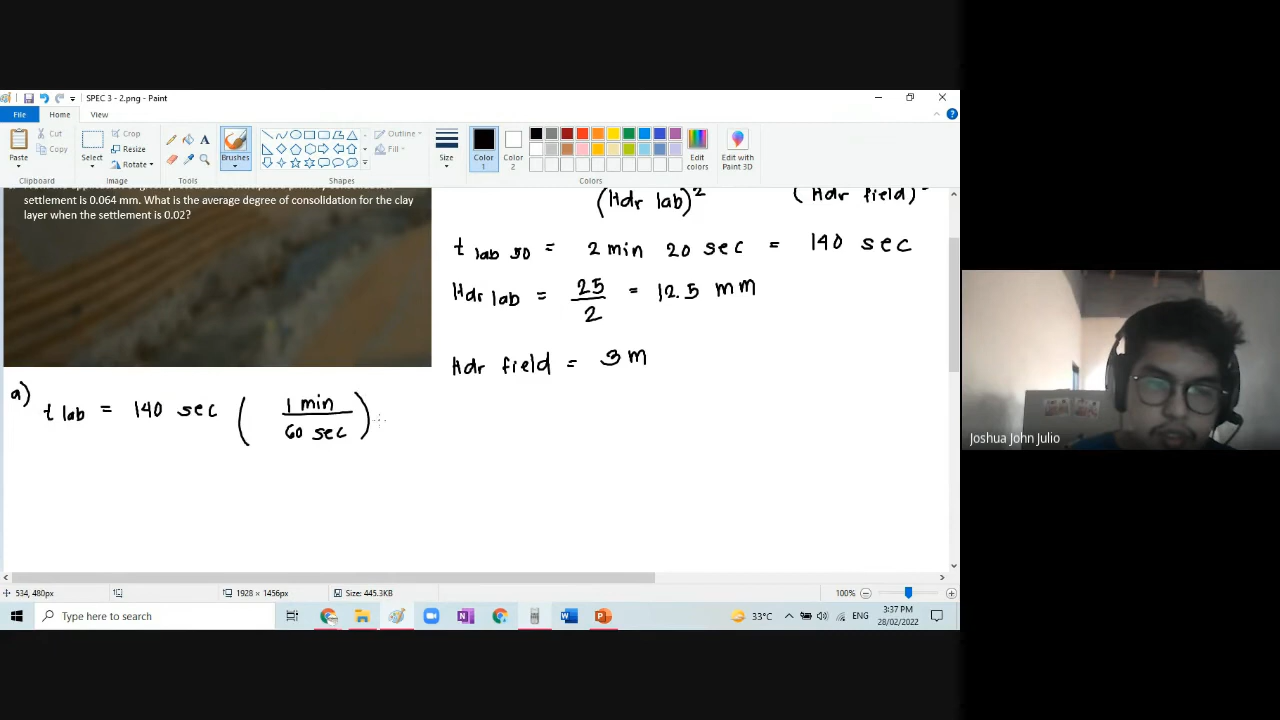 SPEC 3 - 2.png - Paint
File Home View
Paste
Cut
Copy
Clipboard
Select
Crop
Resize
Rotate
Image
Tools
Brushes
Shapes
Outline
Fill
Size
Color 1
Color 2
Colors
Edit colors
Edit with Paint 3D
settlement is 0.064 mm. What is the average degree of consolidation for the clay
layer when the settlement is 0.02?
(Hdr lab)2 (Hdr field)
t lab 50 = 2 min 20 sec = 140 sec
Hdr lab = 25/2 = 12.5 mm
Hdr field = 3 m
a) t lab = 140 sec (1 min/60 sec)
534, 480px
1928 × 1456px
Size: 445.3KB
100%
Type here to search
33°C
ENG
3:37 PM
28/02/2022
Joshua John Julio